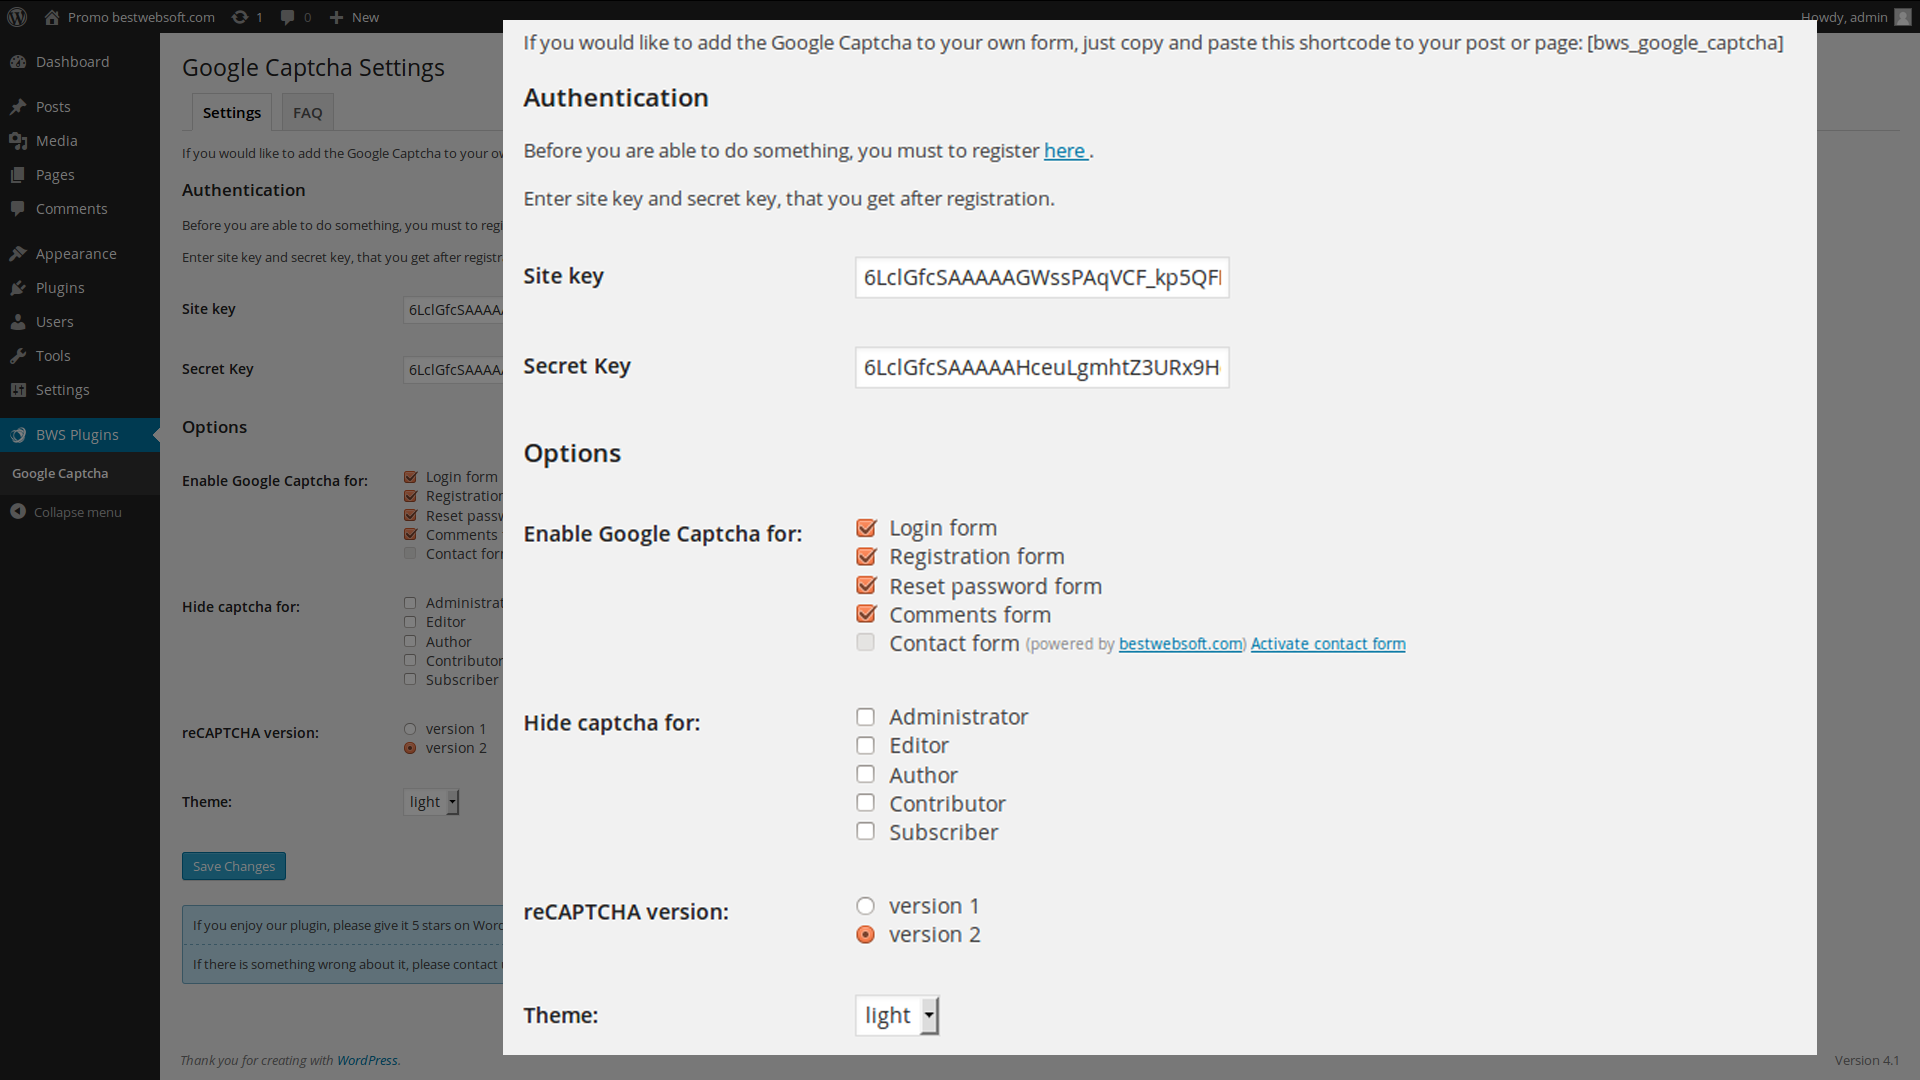 Promo bestwebsoft.com 1 0 New Howdy, admin
Dashboard
Posts
Media
Pages
Comments
Appearance
Plugins
Users
Tools
Settings
BWS Plugins
Google Captcha
Collapse menu
Google Captcha Settings
Settings FAQ
If you would like to add the Google Captcha to your
Authentication
Before you are able to do something, you must to
Enter site key and secret key, that you get after
Site key 6LclGfcSAAAA
Secret Key 6LclGfcSAAAA
Options
Enable Google Captcha for: Login form
Registration
Reset
Comments
Contact
Hide captcha for:
Editor
Author
Contributor
Subscriber
reCAPTCHA version: version 1
version 2
Theme: light
Save Changes
If you enjoy our plugin, please give it 5 stars on
If there is something wrong about it, please contact
Thank you for creating with WordPress.
Version 4.1
If you would like to add the Google Captcha to your own form, just copy and paste this shortcode to your post or page: [bws_google_captcha]
Authentication
Before you are able to do something, you must to register here .
Enter site key and secret key, that you get after registration.
Site key 6LclGfcSAAAAAGWssPAqVCF_kp5QF
Secret Key 6LclGfcSAAAAAHceuLgmhtZ3URx9H
Options
Enable Google Captcha for: Login form
Registration form
Reset password form
Comments form
Contact form (powered by bestwebsoft.com) Activate contact form
Hide captcha for: Administrator
Editor
Author
Contributor
Subscriber
reCAPTCHA version: version 1
version 2
Theme: light